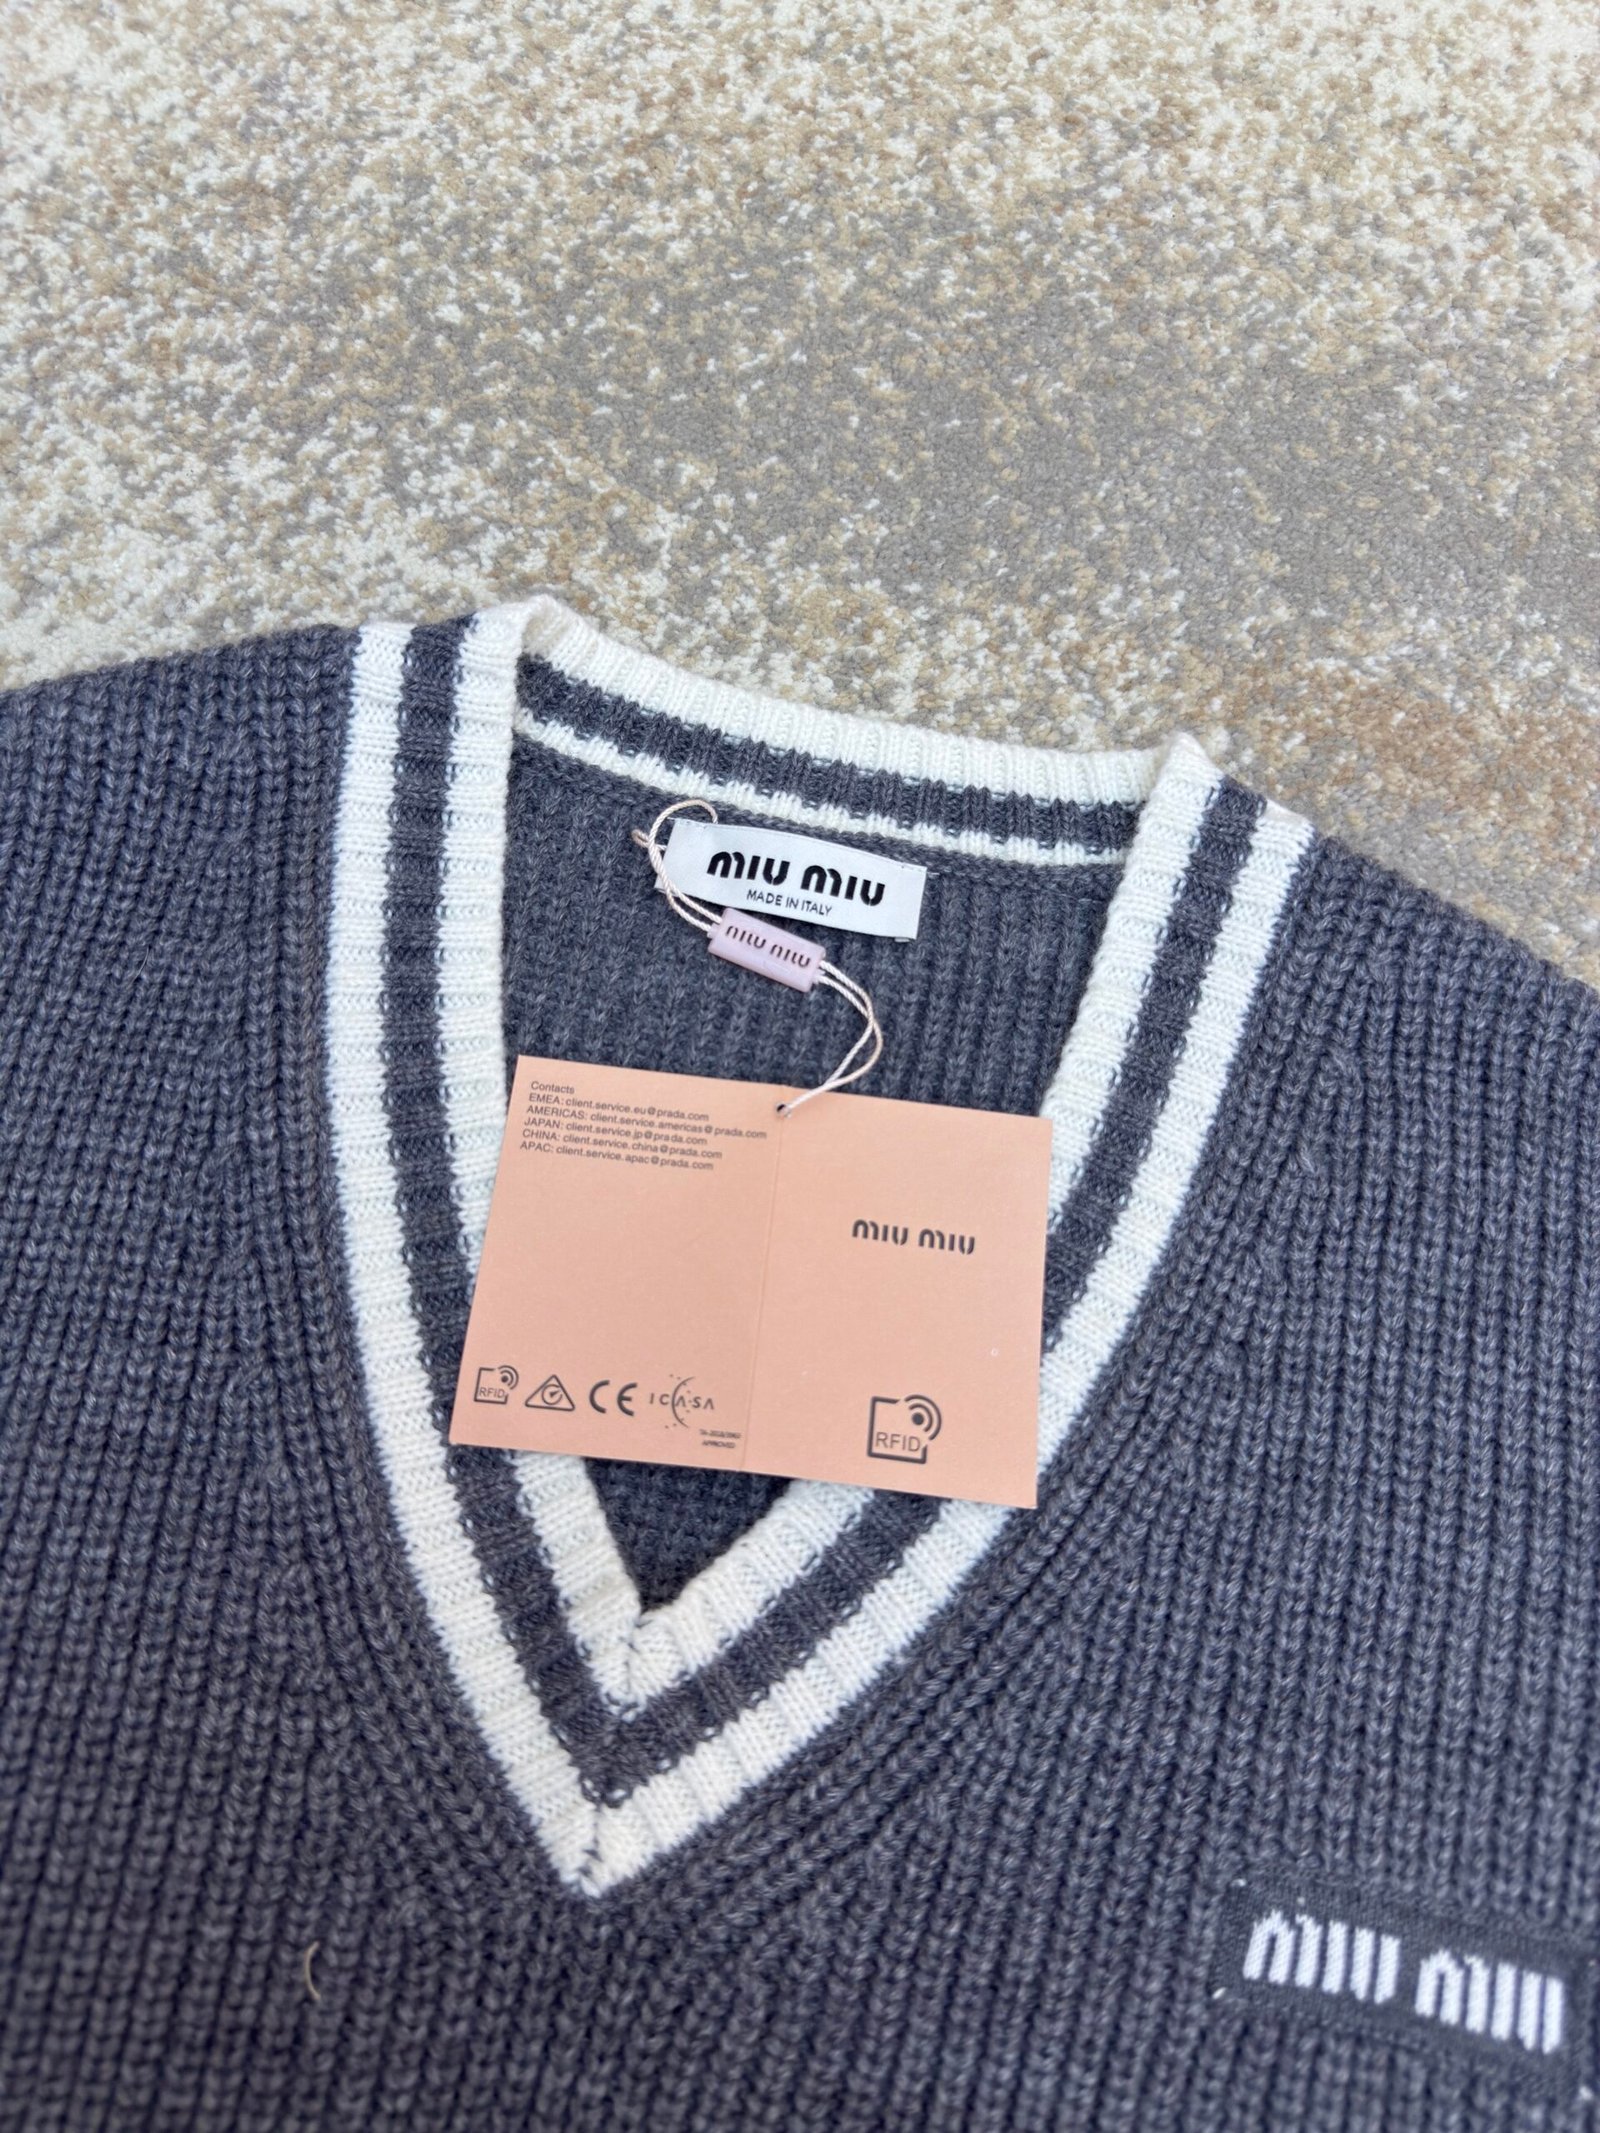 MIU MIU
MADE IN ITALY
MIU MIU
Contacts
EMEA: client.service.eu@prada.com
AMERICAS: client.service.americas@prada.com
JAPAN: client.service.jp@prada.com
CHINA: client.service.china@prada.com
APAC: client.service.apac@prada.com
MIU MIU
RFID
CE
ICASA
APPROVED
RFID
MIU MIU